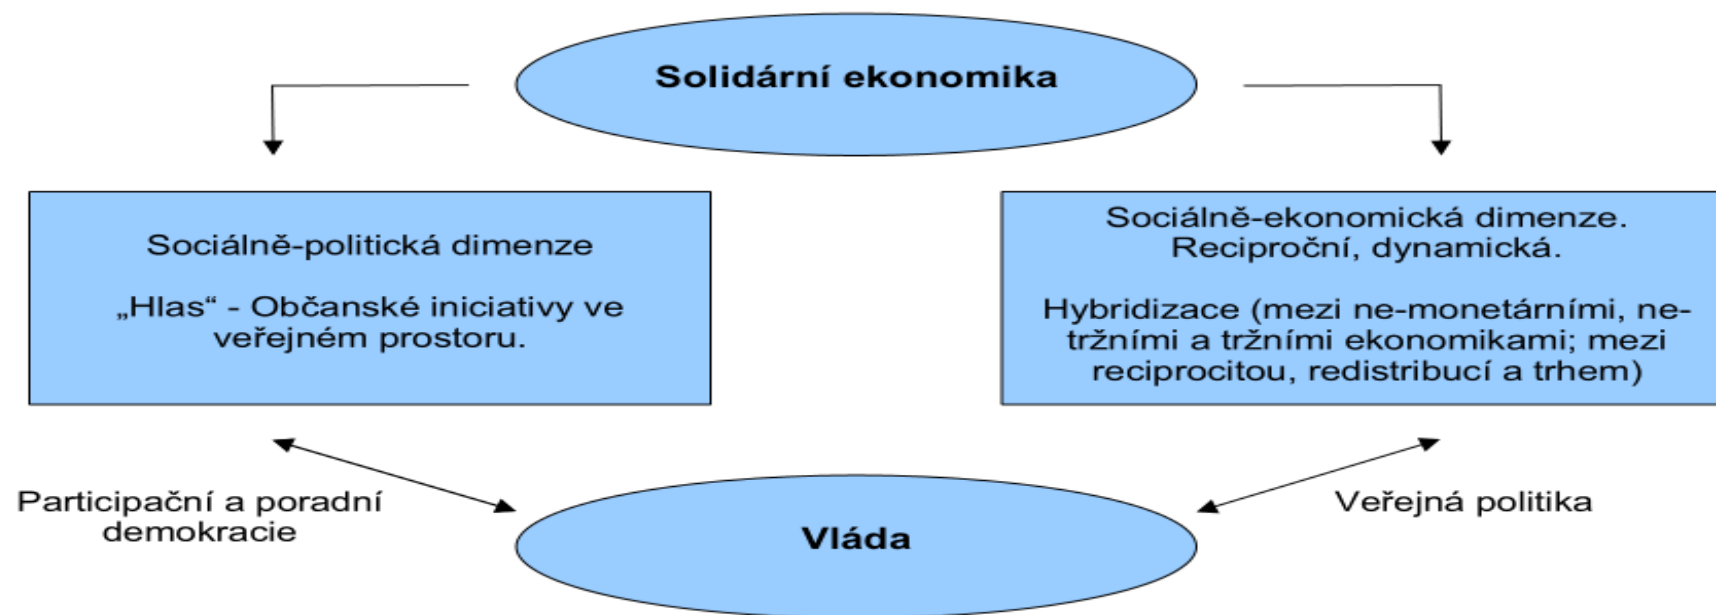 Solidární ekonomika
Sociálně-politická dimenze
„Hlas“ - Občanské iniciativy ve
veřejném prostoru.
Sociálně-ekonomická dimenze.
Reciproční, dynamická.
Hybridizace (mezi ne-monetárními, ne-
tržními a tržními ekonomikami; mezi
reciprocitou, redistribucí a trhem)
Participační a poradní
demokracie
Vláda
Veřejná politika